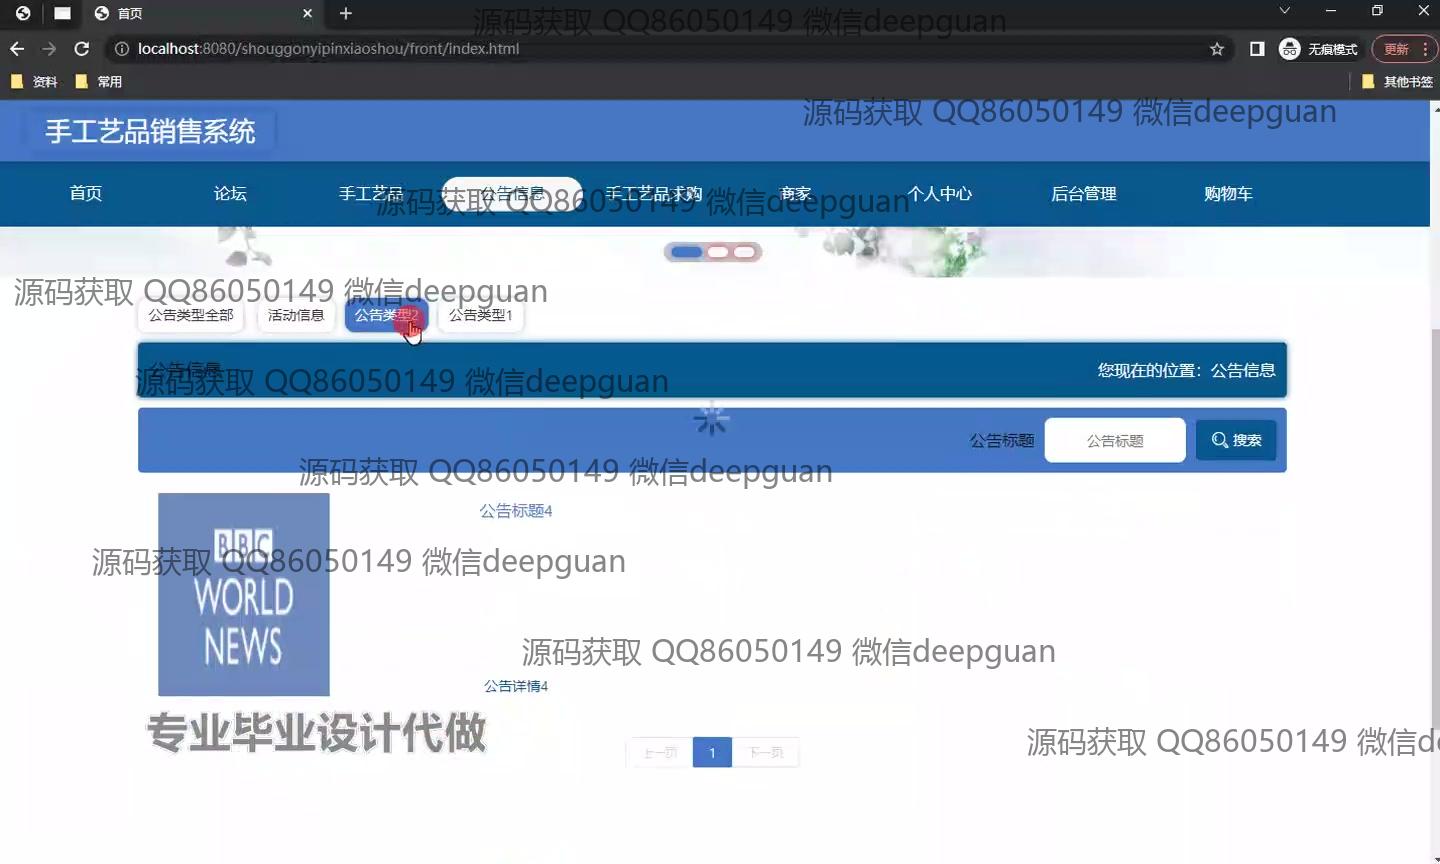 首页
源码获取 QQ86050149 微信deepguan
localhost:8080/shouggonyipinxiaoshou/front/index.html
无痕模式
更新
资料
常用
其他书签
手工艺品销售系统
源码获取 QQ86050149 微信deepguan
首页
论坛
手工艺品
公告信息
手工艺品求购
商家
个人中心
后台管理
购物车
源码获取 QQ86050149 微信deepguan
源码获取 QQ86050149 微信deepguan
公告类型全部
活动信息
公告类型2
公告类型1
公告信息
您现在的位置：公告信息
源码获取 QQ86050149 微信deepguan
公告标题
公告标题
搜索
源码获取 QQ86050149 微信deepguan
BBC
WORLD
NEWS
公告标题4
源码获取 QQ86050149 微信deepguan
源码获取 QQ86050149 微信deepguan
公告详情4
专业毕业设计代做
上一页
1
下一页
源码获取 QQ86050149 微信de